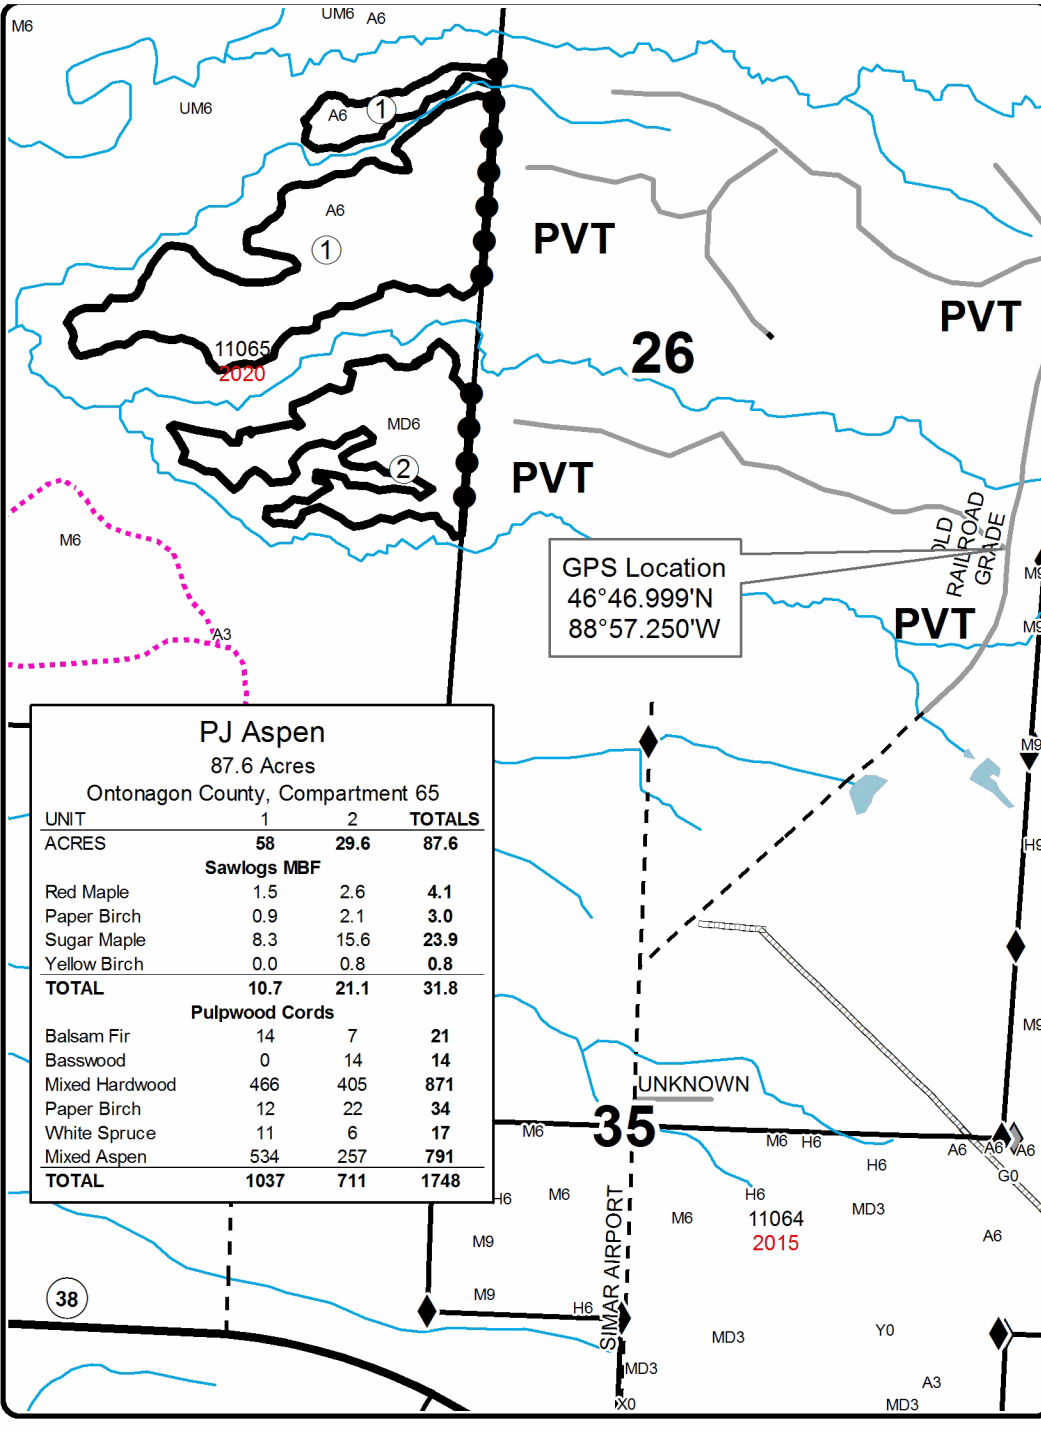 UM6 A6
M6
UM6
A6 1
A6
1
PVT
PVT
26
11065
2020
MD6
2
PVT
OLD
RAILROAD
GRADE
M6
GPS Location
46°46.999'N
88°57.250'W
M9
PVT
M9
A3
M9
PJ Aspen
87.6 Acres
Ontonagon County, Compartment 65
UNIT 1 2 TOTALS
ACRES 58 29.6 87.6
Sawlogs MBF
Red Maple 1.5 2.6 4.1
Paper Birch 0.9 2.1 3.0
Sugar Maple 8.3 15.6 23.9
Yellow Birch 0.0 0.8 0.8
TOTAL 10.7 21.1 31.8
Pulpwood Cords
Balsam Fir 14 7 21
Basswood 0 14 14
Mixed Hardwood 466 405 871
Paper Birch 12 22 34
White Spruce 11 6 17
Mixed Aspen 534 257 791
TOTAL 1037 711 1748
H9
M9
UNKNOWN
35
M6
M6 H6
A6 A6 A6
H6
G0
H6 M6
H6
M6
11064
2015
MD3
A6
M9
SIMAR AIRPORT
38
M9
H6
MD3
Y0
MD3
A3
X0
MD3